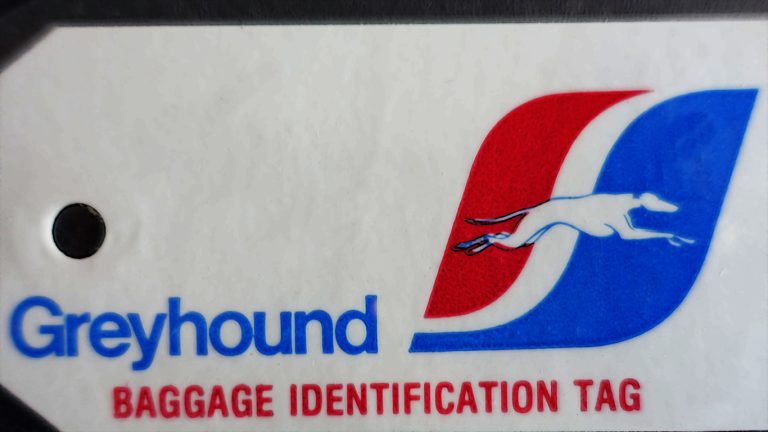 Greyhound
BAGGAGE IDENTIFICATION TAG